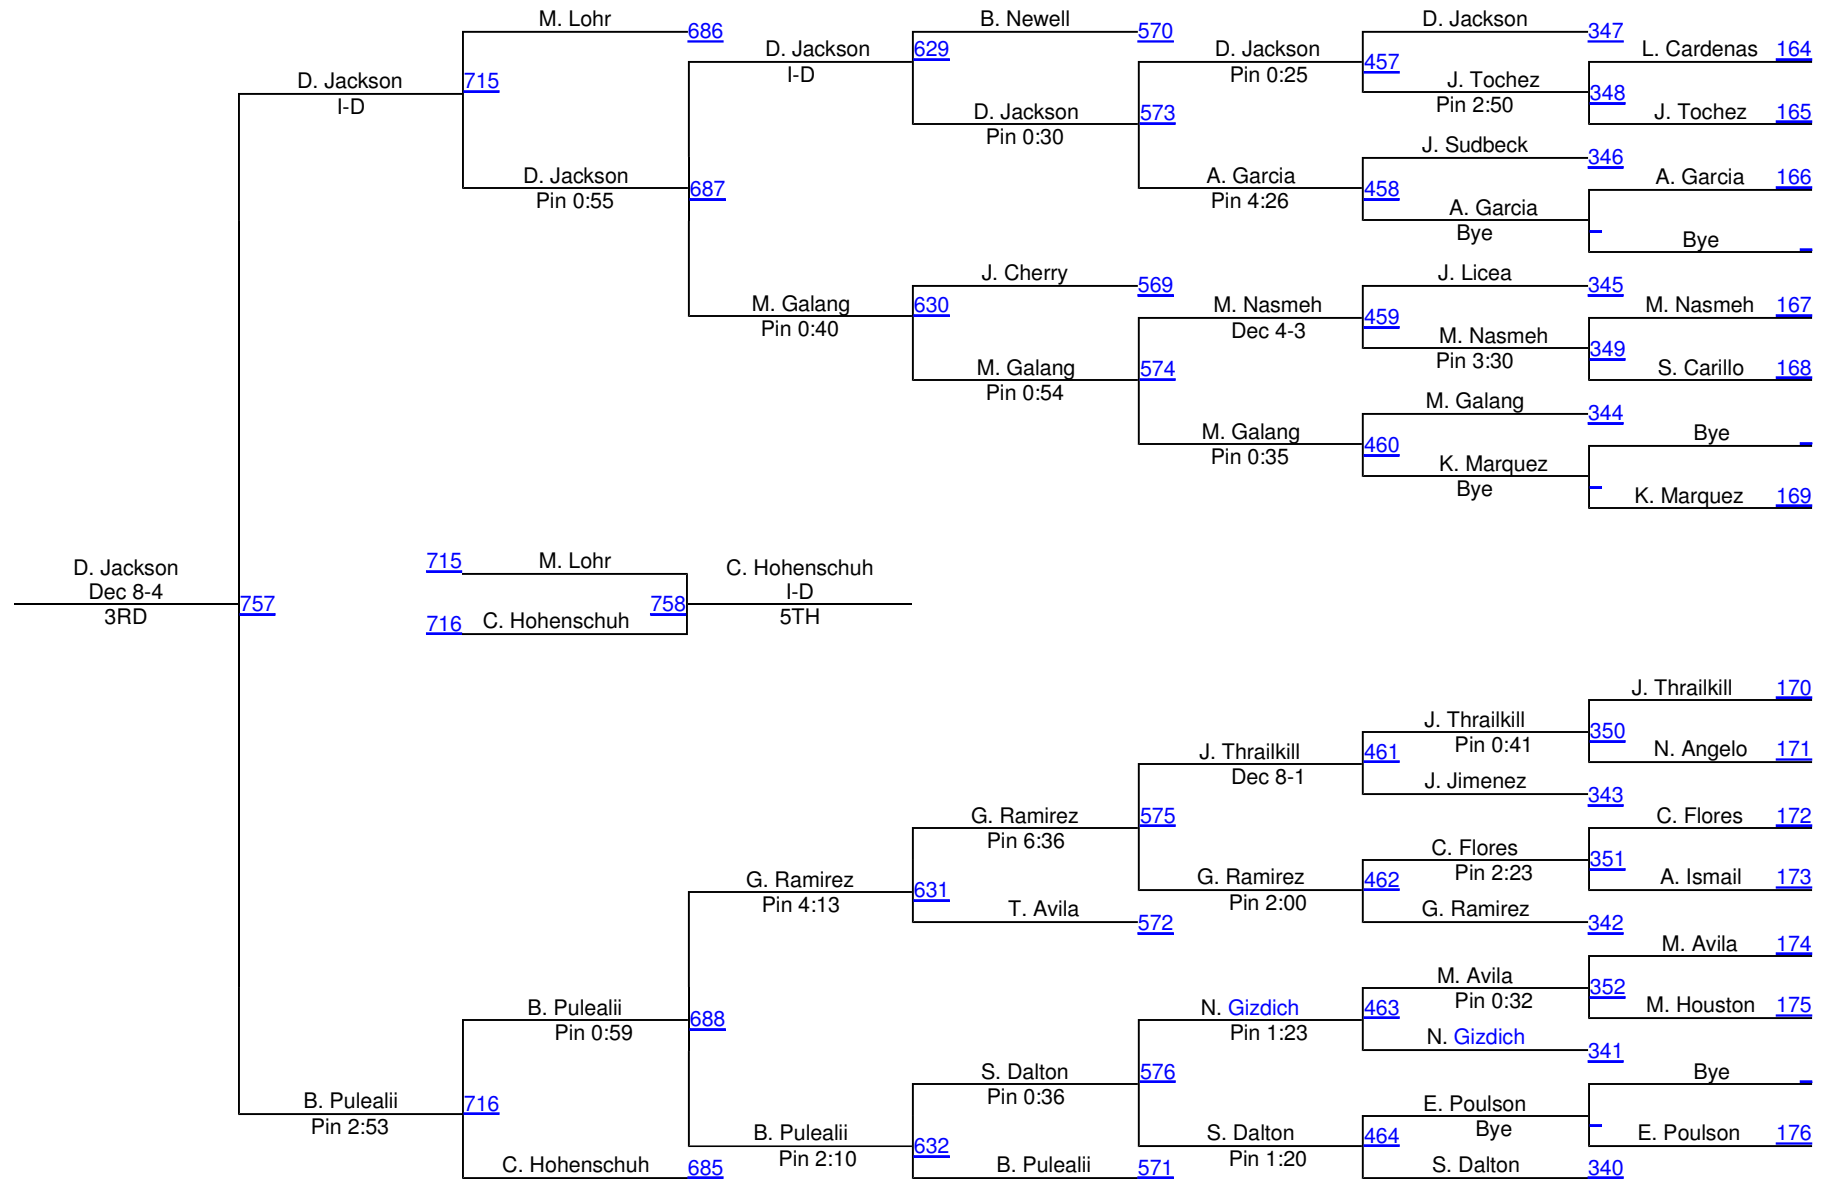 M. Lohr
686
B. Newell
570
D. Jackson
347
L. Cardenas
164
D. Jackson
I-D
629
D. Jackson
Pin 0:25
457
J. Tochez
Pin 2:50
348
J. Tochez
165
D. Jackson
I-D
715
D. Jackson
Pin 0:30
573
J. Sudbeck
346
A. Garcia
166
D. Jackson
Pin 0:55
687
A. Garcia
Pin 4:26
458
A. Garcia
Bye
Bye
J. Cherry
569
J. Licea
345
M. Galang
Pin 0:40
630
M. Nasmeh
Dec 4-3
459
M. Nasmeh
167
M. Nasmeh
Pin 3:30
349
S. Carillo
168
M. Galang
Pin 0:54
574
M. Galang
344
Bye
M. Galang
Pin 0:35
460
K. Marquez
Bye
K. Marquez
169
D. Jackson
Dec 8-4
3RD
757
715
M. Lohr
C. Hohenschuh
I-D
5TH
758
716
C. Hohenschuh
J. Thrailkill
170
J. Thrailkill
Pin 0:41
350
N. Angelo
171
J. Thrailkill
Dec 8-1
461
J. Jimenez
343
G. Ramirez
Pin 6:36
575
C. Flores
172
C. Flores
Pin 2:23
351
A. Ismail
173
G. Ramirez
Pin 4:13
631
G. Ramirez
Pin 2:00
462
T. Avila
572
G. Ramirez
342
M. Avila
174
M. Avila
Pin 0:32
352
M. Houston
175
B. Pulealii
Pin 0:59
688
N. Gizdich
Pin 1:23
463
N. Gizdich
341
S. Dalton
Pin 0:36
576
Bye
B. Pulealii
Pin 2:53
716
E. Poulson
Bye
E. Poulson
176
B. Pulealii
Pin 2:10
632
S. Dalton
Pin 1:20
464
C. Hohenschuh
685
B. Pulealii
571
S. Dalton
340